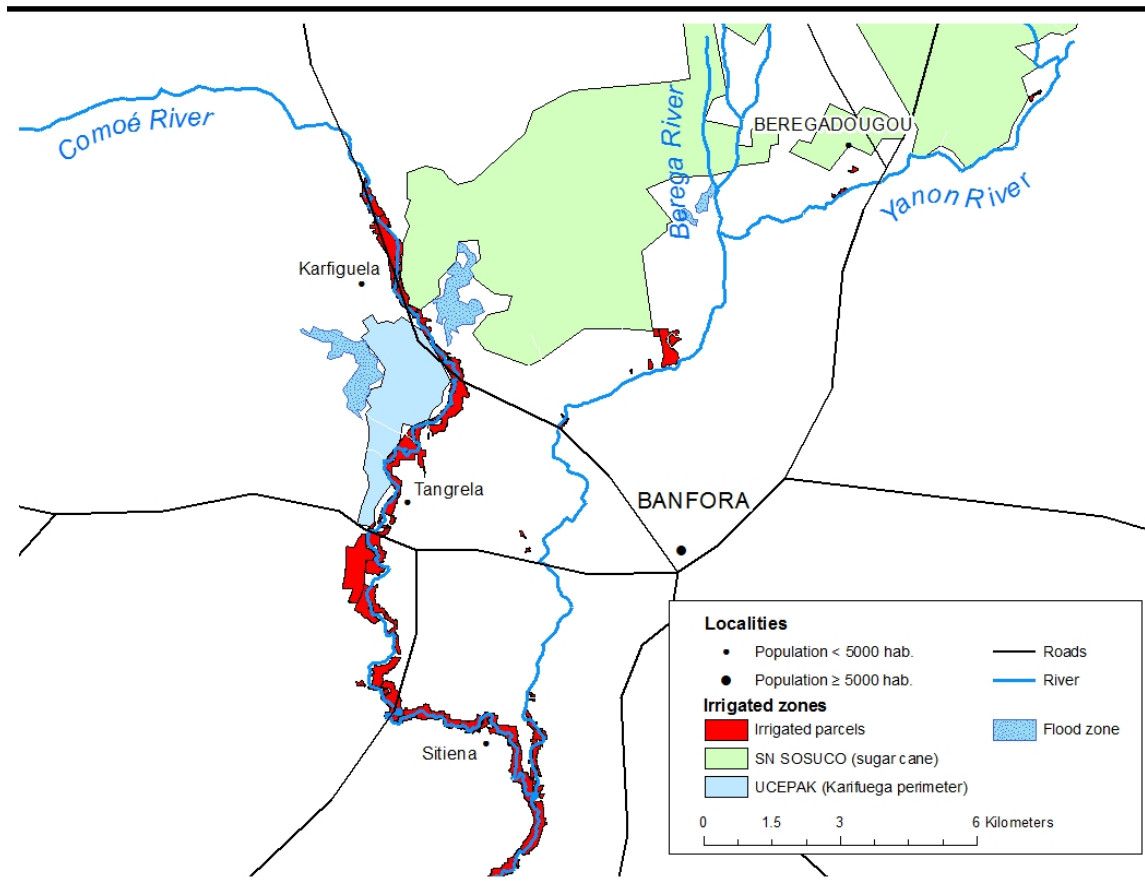 Comoé River
Berega River
BEREGADOUGOU
Yanon River
Karfiguela
Tangrela
BANFORA
Sitiena
Localities
Population < 5000 hab.
Population ≥ 5000 hab.
Roads
River
Irrigated zones
Irrigated parcels
Flood zone
SN SOSUCO (sugar cane)
UCEPAK (Karifuega perimeter)
0 1.5 3 6 Kilometers